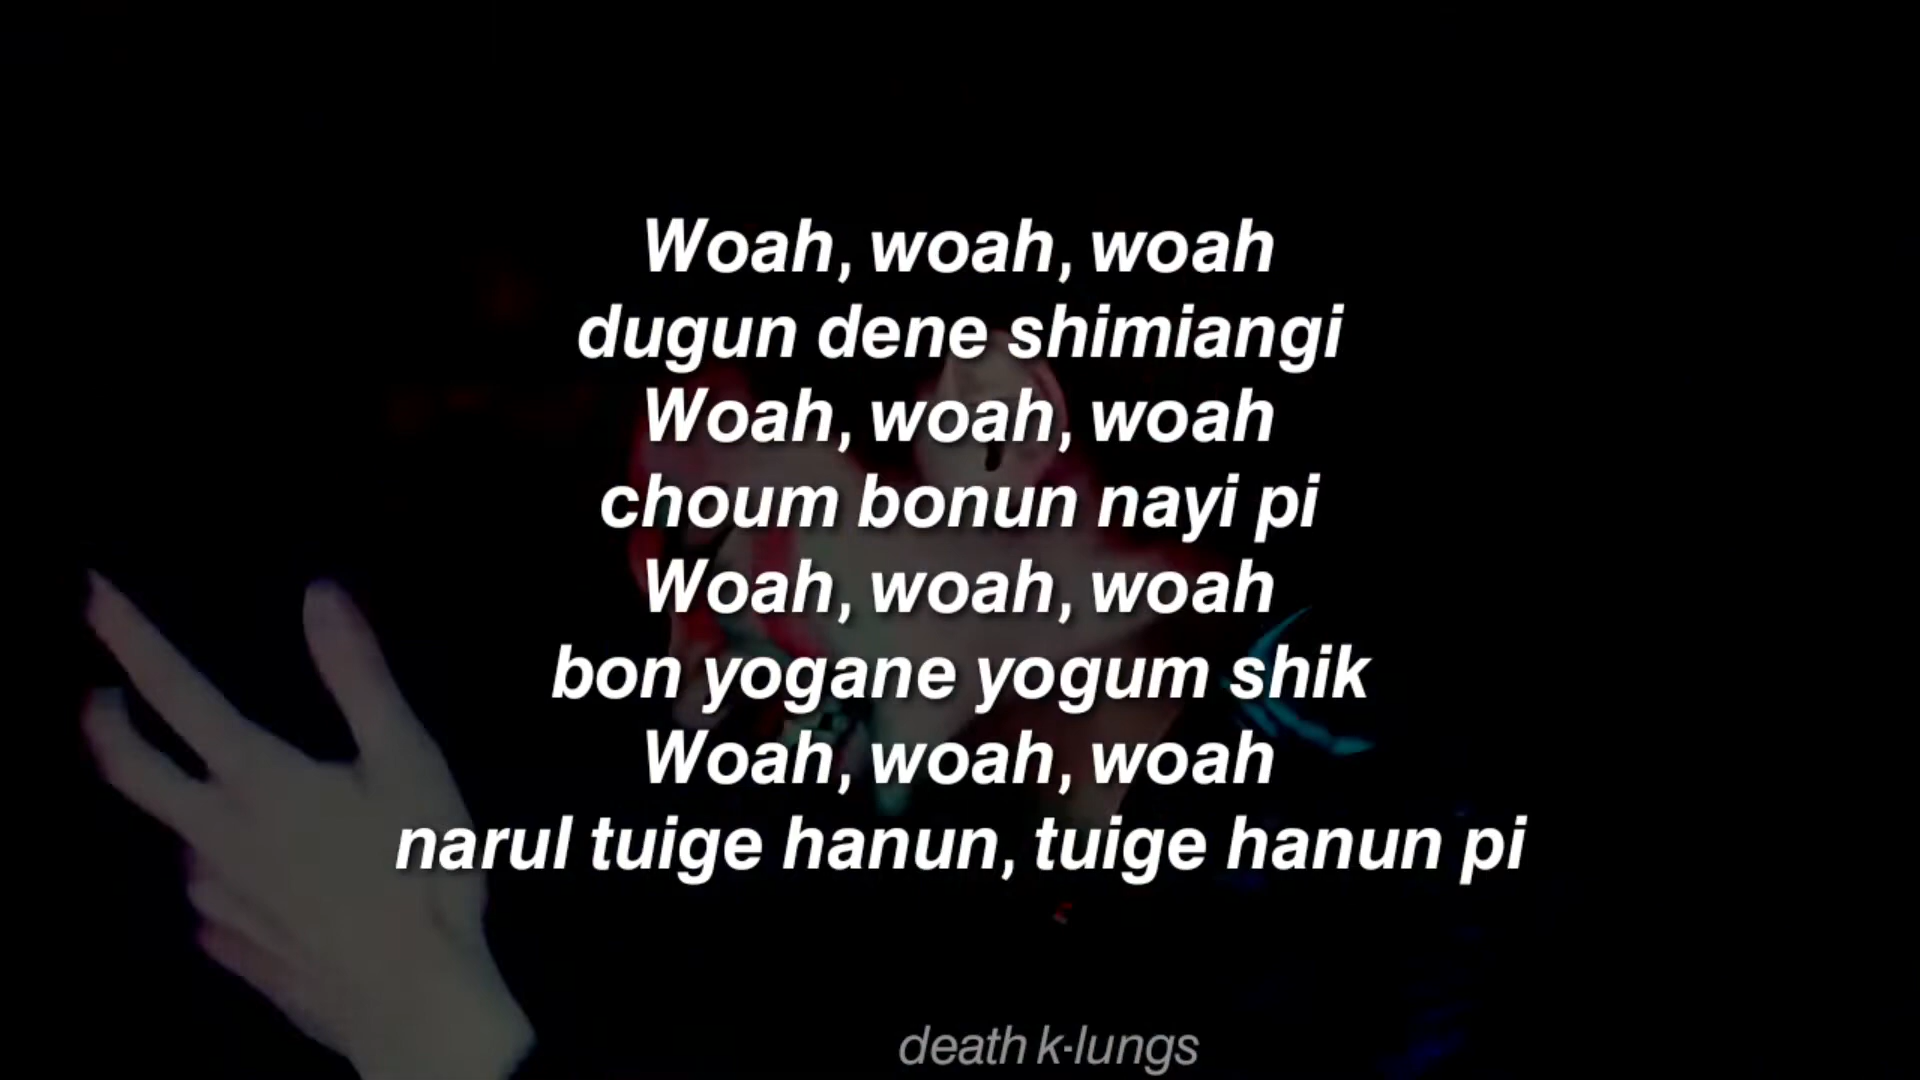 Woah, woah, woah
dugun dene shimiangi
Woah, woah, woah
choum bonun nayi pi
Woah, woah, woah
bon yogane yogum shik
Woah, woah, woah
narul tuige hanun, tuige hanun pi
death k-lungs